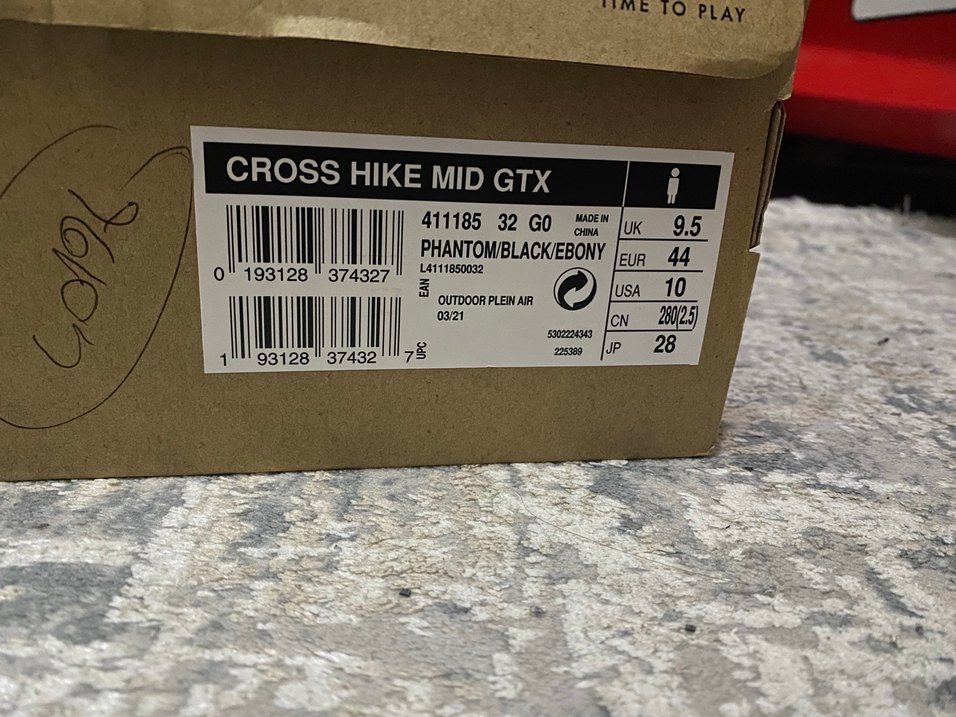 TIME TO PLAY
CROSS HIKE MID GTX
0 193128 374327
1 93128 37432 7
EAN
UPC
411185 32 G0
MADE IN
CHINA
PHANTOM/BLACK/EBONY
L4111850032
OUTDOOR PLEIN AIR
03/21
5302224343
225389
UK 9.5
EUR 44
USA 10
CN 280(2.5)
JP 28